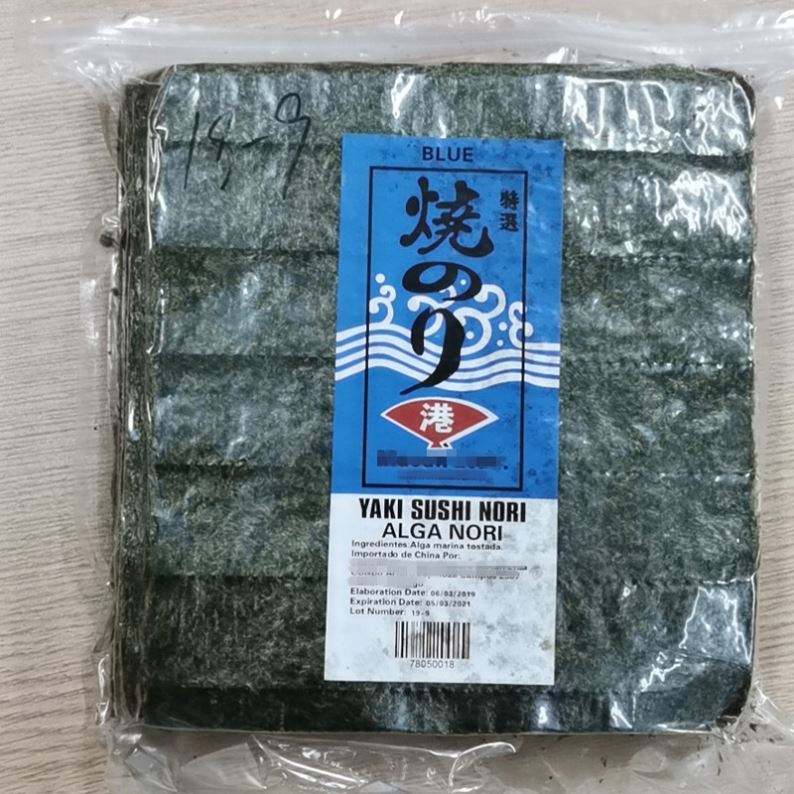 19-9
BLUE
特選
焼のり
港
YAKI SUSHI NORI
ALGA NORI
Ingredientes:Alga marina tostada.
Importado de China Por:
Elaboration Date: 06/03/2019
Expiration Date: 05/03/2021
Lot Number: 19-9
78050018